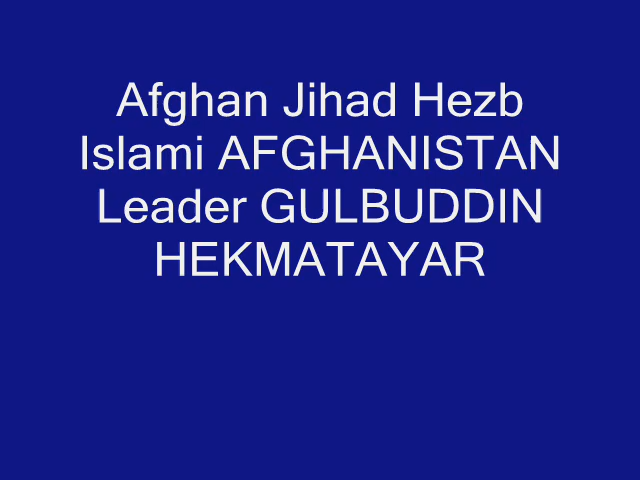 Afghan Jihad Hezb
Islami AFGHANISTAN
Leader GULBUDDIN
HEKMATAYAR